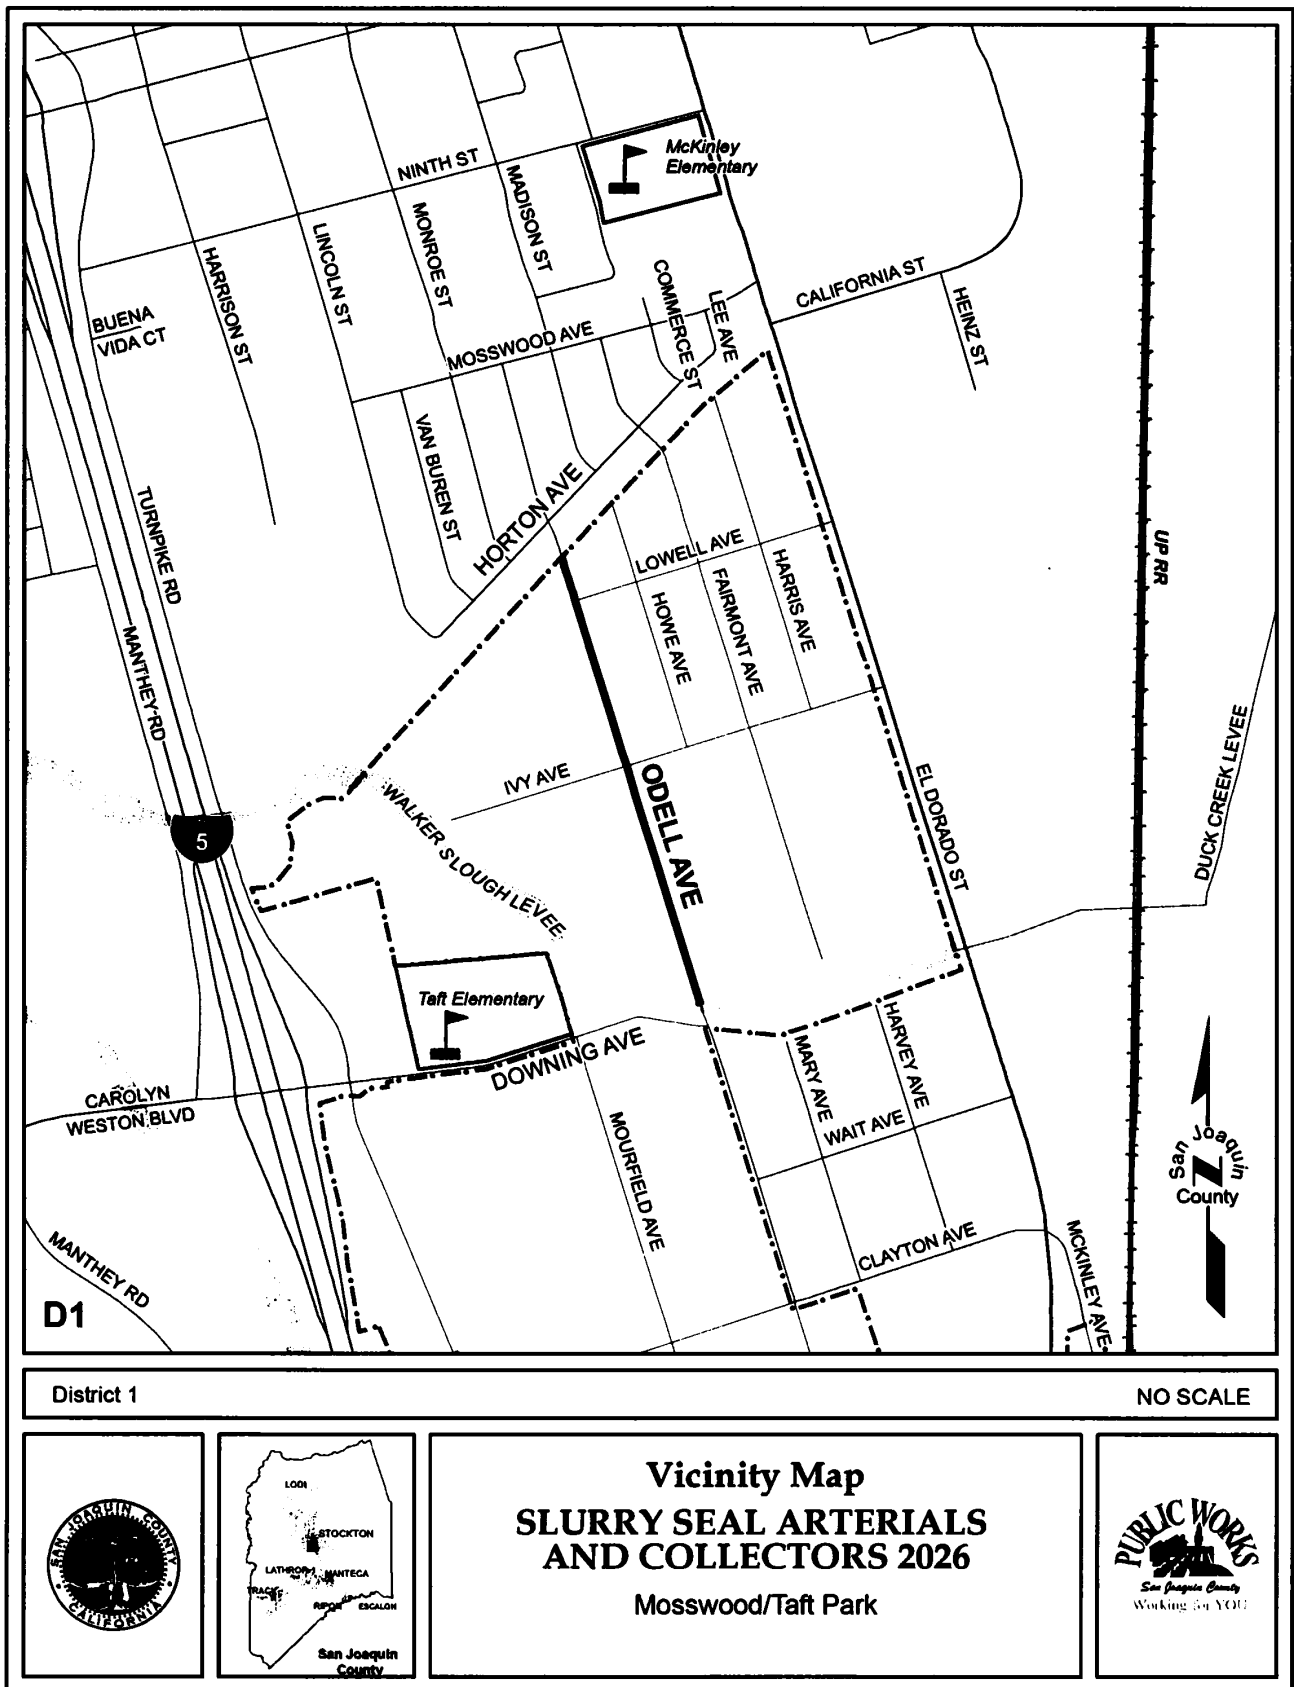 McKinley
Elementary
NINTH ST
MADISON ST
MONROE ST
LINCOLN ST
HARRISON ST
BUENA
VIDA CT
COMMERCE ST
LEE AVE
CALIFORNIA ST
HEINZ ST
MOSSWOOD AVE
VAN BUREN ST
HORTON AVE
TURNPIKE RD
MANTHEY RD
LOWELL AVE
HOWE AVE
FAIRMONT AVE
HARRIS AVE
UP RR
IVY AVE
ODELL AVE
EL DORADO ST
DUCK CREEK LEVEE
WALKER SLOUGH LEVEE
5
Taft Elementary
DOWNING AVE
CAROLYN
WESTON BLVD
MARY AVE
HARVEY AVE
WAIT AVE
MOURFIELD AVE
CLAYTON AVE
MCKINLEY AVE
MANTHEY RD
San Joaquin
County
D1
District 1
NO SCALE
SAN JOAQUIN COUNTY
CALIFORNIA
LODI
STOCKTON
LATHROP
MANTECA
TRACY
RIPON
ESCALON
San Joaquin
County
Vicinity Map
SLURRY SEAL ARTERIALS
AND COLLECTORS 2026
Mosswood/Taft Park
PUBLIC WORKS
San Joaquin County
Working for YOU